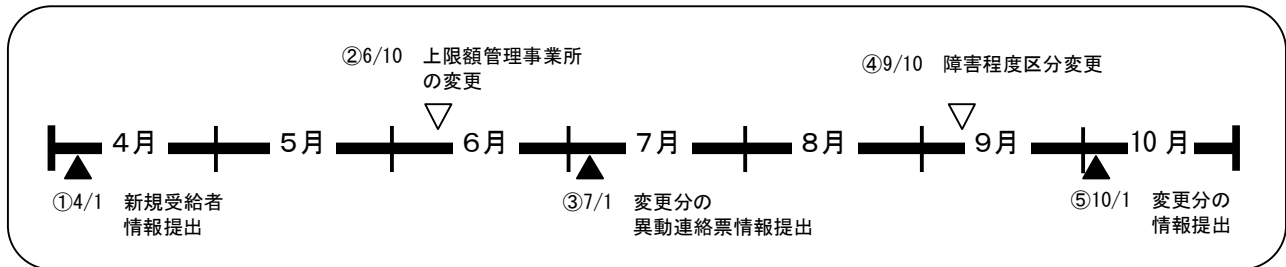 ②6/10 上限額管理事業所
の変更
④9/10 障害程度区分変更
4月 5月 6月 7月 8月 9月 10月
①4/1 新規受給者
情報提出
③7/1 変更分の
異動連絡票情報提出
⑤10/1 変更分の
情報提出